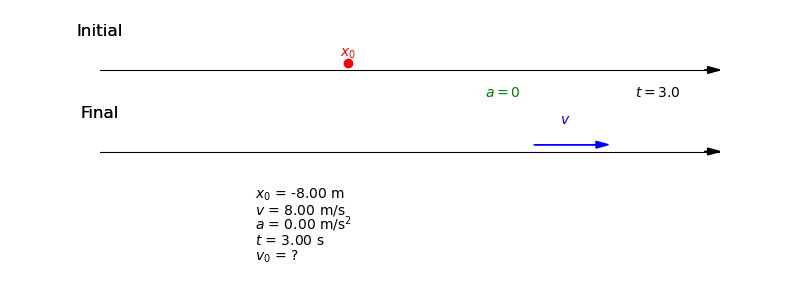 Initial
x₀
a = 0
t = 3.0
Final
v
x₀ = -8.00 m
v = 8.00 m/s
a = 0.00 m/s²
t = 3.00 s
v₀ = ?